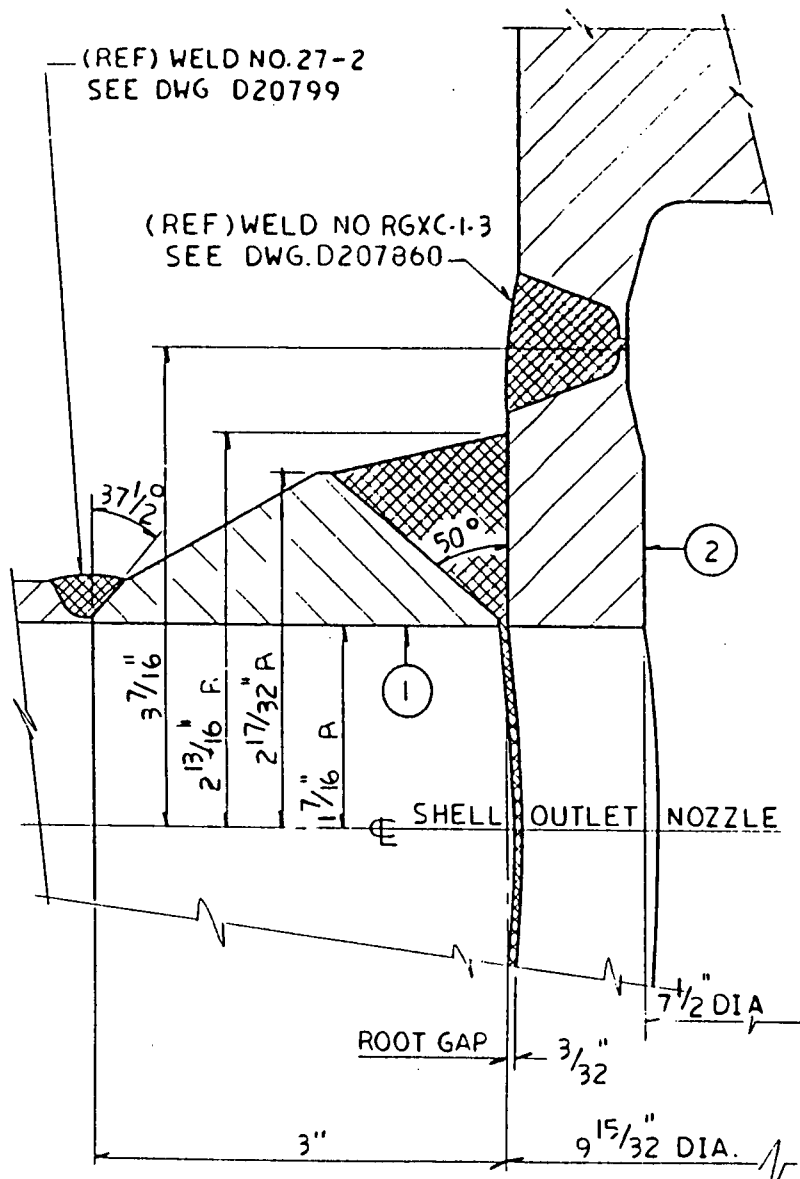 (REF) WELD NO.27-2
SEE DWG D20799
(REF) WELD NO RGXC-1-3
SEE DWG.D207860
37 1/2°
50°
2
1
3 7/16"
2 13/16" R.
2 17/32" R
1 7/16" R
℄ SHELL OUTLET NOZZLE
7 1/2" DIA
ROOT GAP
3/32"
3"
9 15/32" DIA.